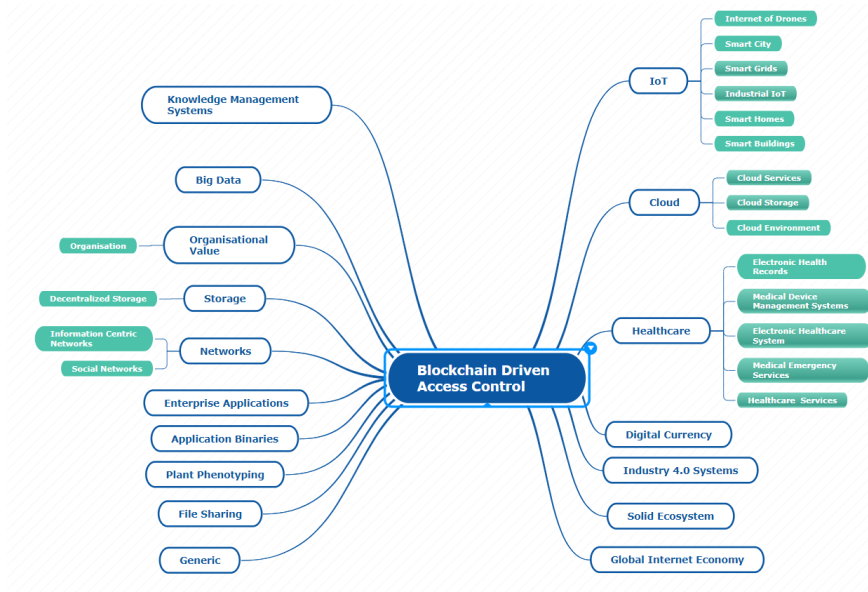 Blockchain Driven
Access Control
Knowledge Management
Systems
Big Data
Organisational
Value
Organisation
Storage
Decentralized Storage
Networks
Information Centric
Networks
Social Networks
Enterprise Applications
Application Binaries
Plant Phenotyping
File Sharing
Generic
IoT
Internet of Drones
Smart City
Smart Grids
Industrial IoT
Smart Homes
Smart Buildings
Cloud
Cloud Services
Cloud Storage
Cloud Environment
Healthcare
Electronic Health
Records
Medical Device
Management Systems
Electronic Healthcare
System
Medical Emergency
Services
Healthcare Services
Digital Currency
Industry 4.0 Systems
Solid Ecosystem
Global Internet Economy